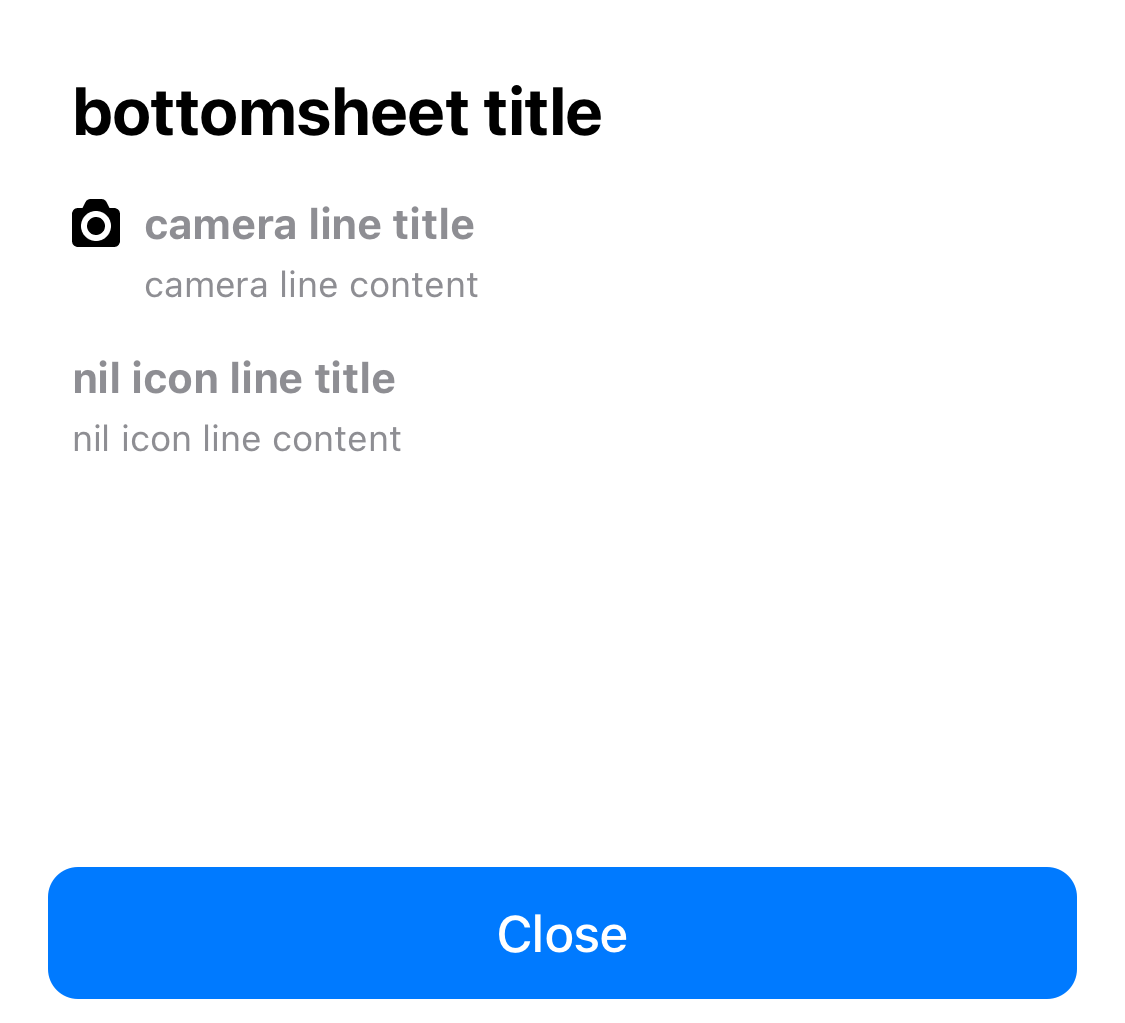 bottomsheet title
camera line title
camera line content
nil icon line title
nil icon line content
Close